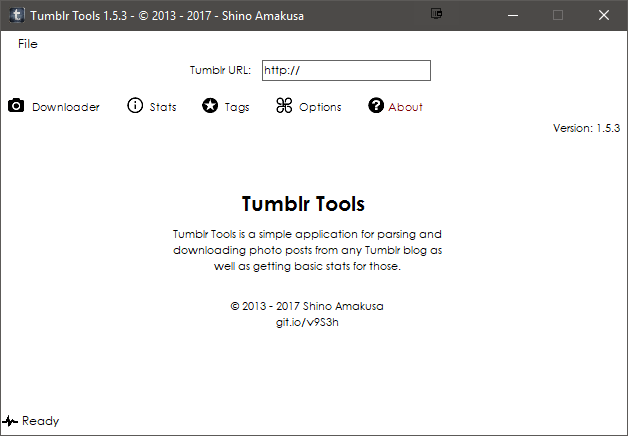 t Tumblr Tools 1.5.3 - © 2013 - 2017 - Shino Amakusa
File
Tumblr URL: http://
Downloader Stats Tags Options ? About
Version: 1.5.3
Tumblr Tools
Tumblr Tools is a simple application for parsing and
downloading photo posts from any Tumblr blog as
well as getting basic stats for those.
© 2013 - 2017 Shino Amakusa
git.io/v9S3h
Ready